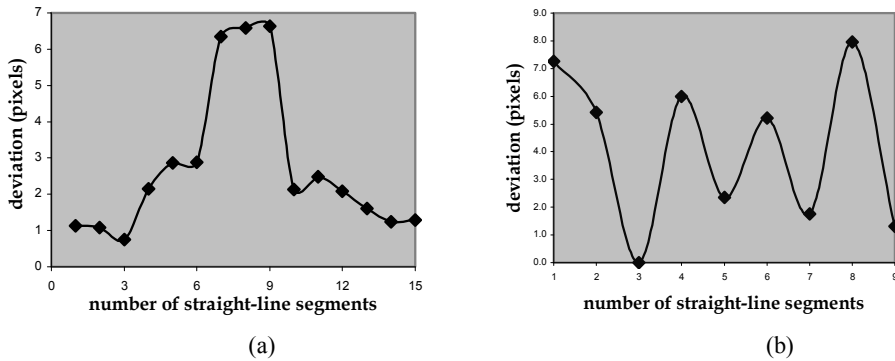 7
6
5
4
3
2
1
0
deviation (pixels)
0 3 6 9 12 15
number of straight-line segments
(a)
9.0
8.0
7.0
6.0
5.0
4.0
3.0
2.0
1.0
0.0
deviation (pixels)
1 2 3 4 5 6 7 8 9
number of straight-line segments
(b)